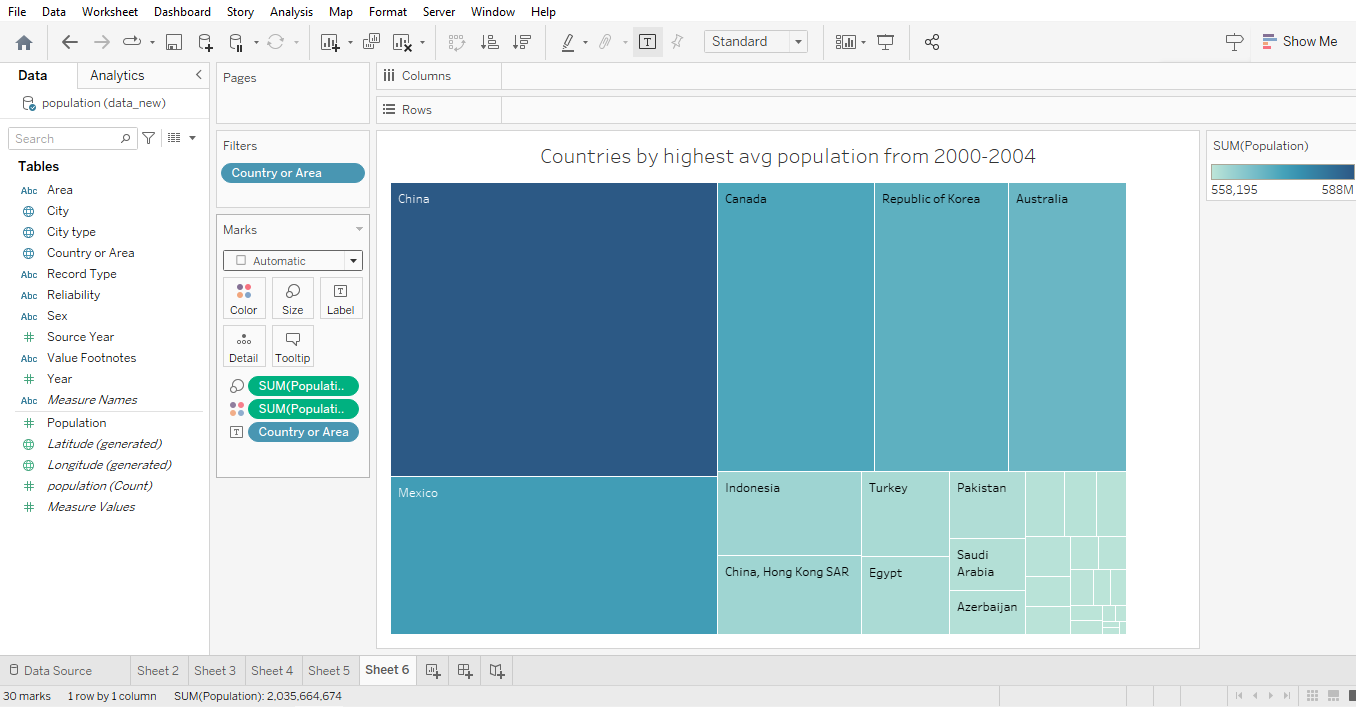 File Data Worksheet Dashboard Story Analysis Map Format Server Window Help
Standard
Show Me
Data Analytics
population (data_new)
Search
Tables
Abc Area
City
City type
Country or Area
Abc Record Type
Abc Reliability
Abc Sex
Source Year
Abc Value Footnotes
Year
Abc Measure Names
Population
Latitude (generated)
Longitude (generated)
population (Count)
Measure Values
Pages
Filters
Country or Area
Marks
Automatic
Color Size Label
Detail Tooltip
SUM(Populati..
SUM(Populati..
Country or Area
Columns
Rows
Countries by highest avg population from 2000-2004
China
Canada
Republic of Korea
Australia
Mexico
Indonesia
Turkey
Pakistan
China, Hong Kong SAR
Egypt
Saudi
Arabia
Azerbaijan
SUM(Population)
558,195 588M
Data Source Sheet 2 Sheet 3 Sheet 4 Sheet 5 Sheet 6
30 marks 1 row by 1 column SUM(Population): 2,035,664,674